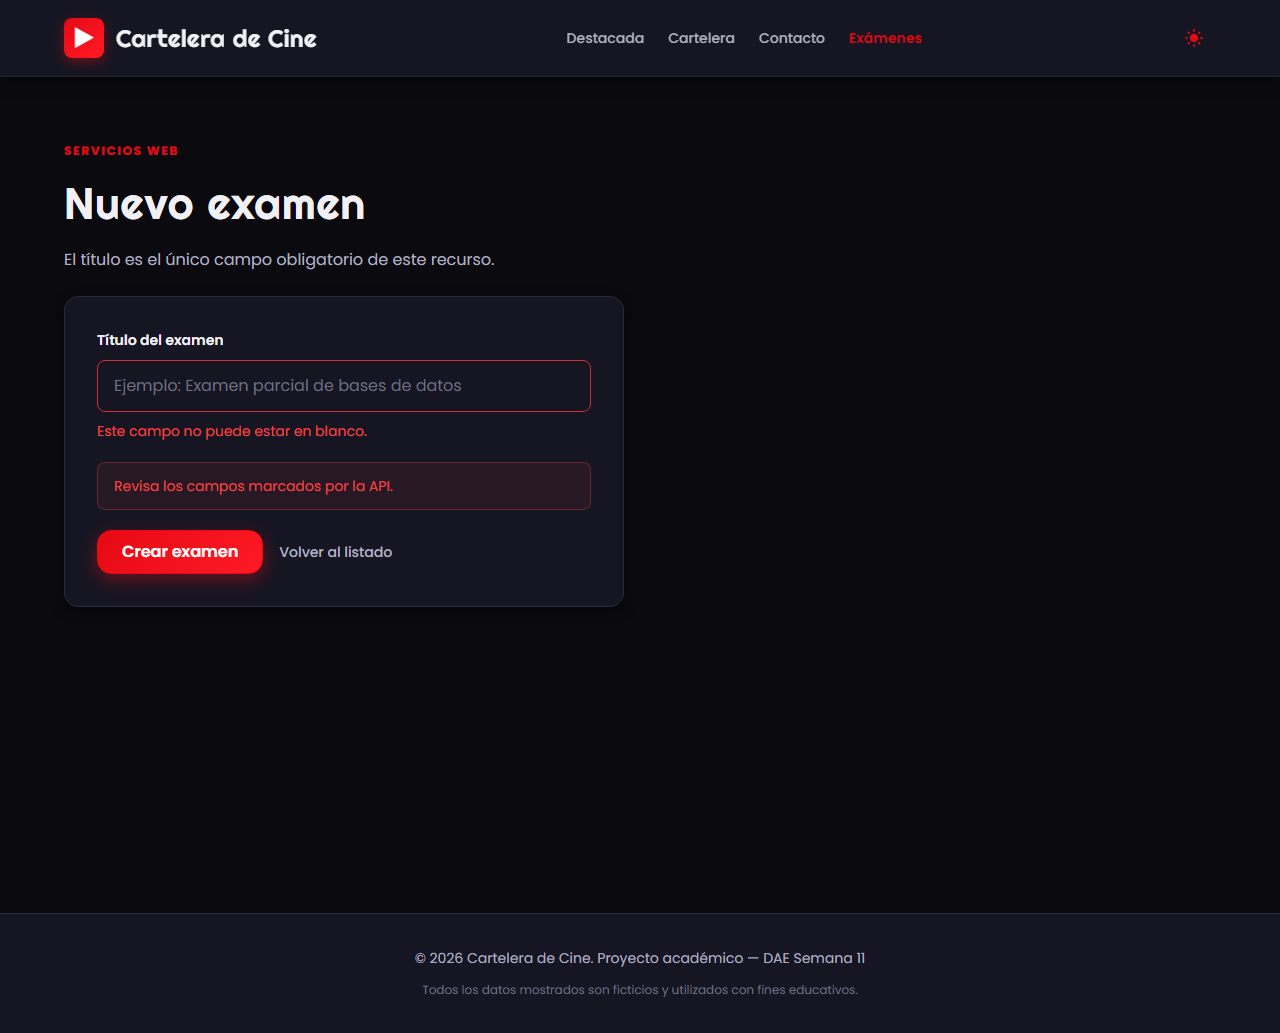 Cartelera de Cine
Destacada
Cartelera
Contacto
Exámenes
SERVICIOS WEB
Nuevo examen
El título es el único campo obligatorio de este recurso.
Título del examen
Ejemplo: Examen parcial de bases de datos
Este campo no puede estar en blanco.
Revisa los campos marcados por la API.
Crear examen
Volver al listado
© 2026 Cartelera de Cine. Proyecto académico — DAE Semana 11
Todos los datos mostrados son ficticios y utilizados con fines educativos.